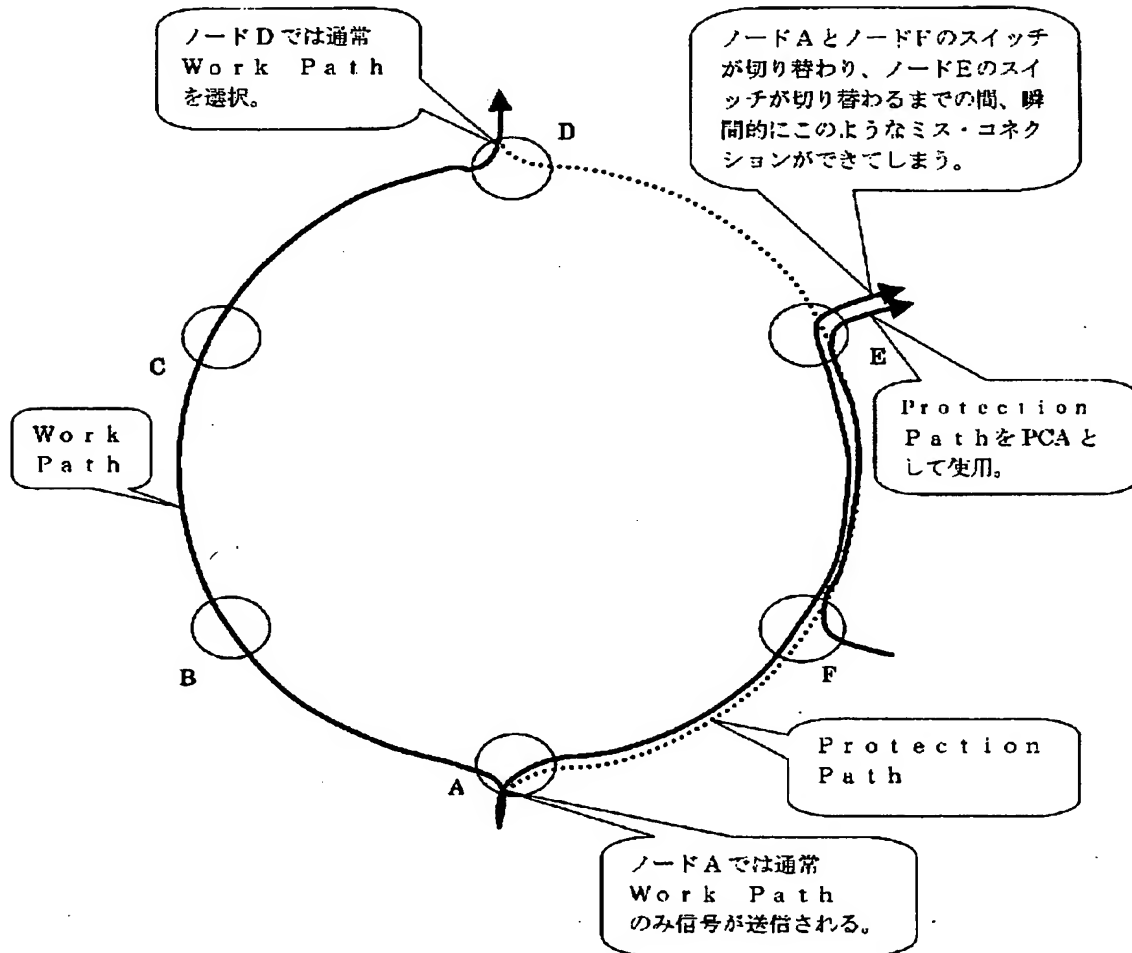 ノードDでは通常
Work Path
を選択。
ノードAとノードFのスイッチ
が切り替わり、ノードEのスイ
ッチが切り替わるまでの間、瞬
間的にこのようなミス・コネク
ションができてしまう。
D
C
E
Protection
PathをPCAと
して使用。
Work
Path
B
F
A
Protection
Path
ノードAでは通常
Work Path
のみ信号が送信される。